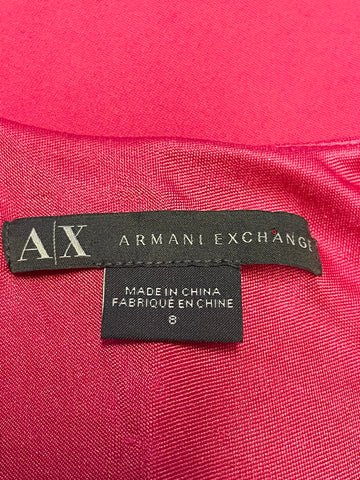 A|X ARMANI EXCHANGE
MADE IN CHINA
FABRIQUÉ EN CHINE
8